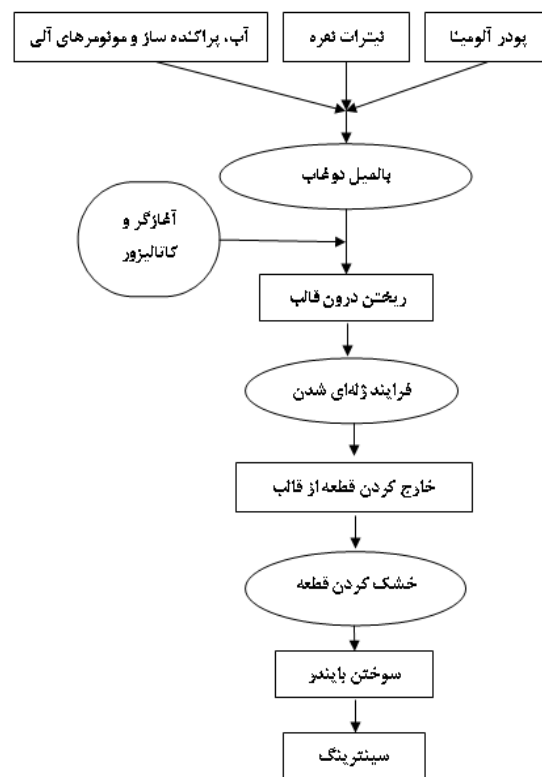 پودر آلومینا
نیترات نقره
آب، پراکنده ساز و مونومرهای آلی
بالمیل دوغاب
آغازگر و
کاتالیزور
ریختن درون قالب
فرایند ژله‌ای شدن
خارج کردن قطعه از قالب
خشک کردن قطعه
سوختن بایندر
سینترینگ